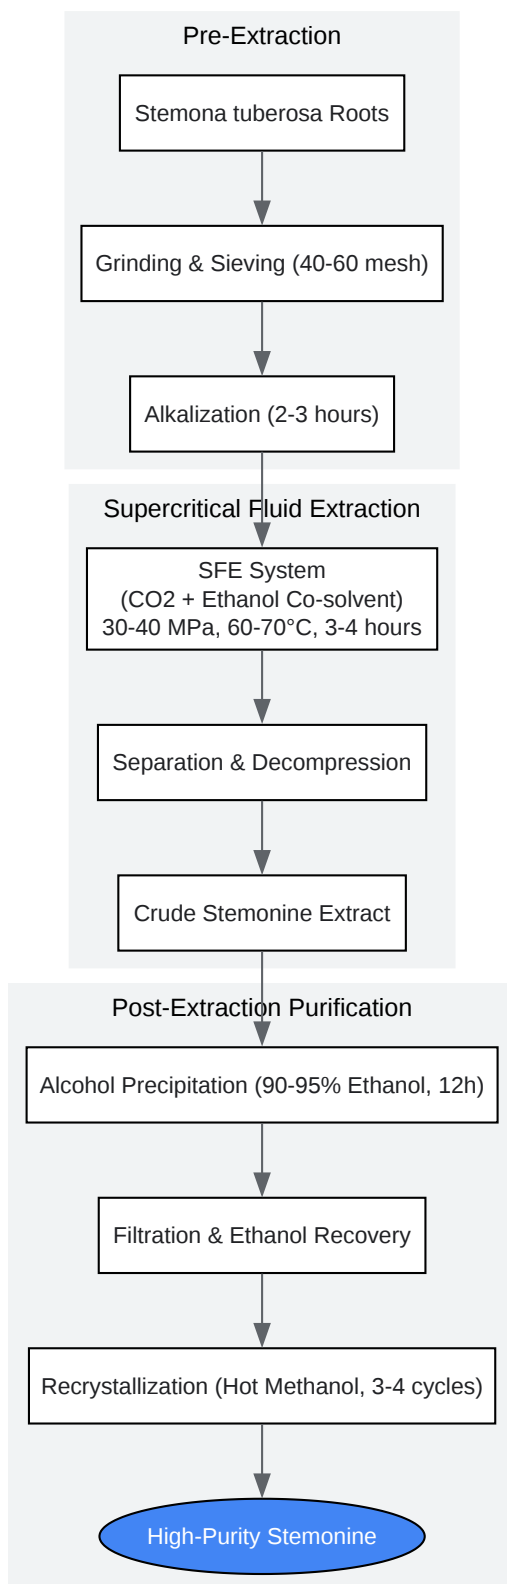 Pre-Extraction
Stemona tuberosa Roots
Grinding & Sieving (40-60 mesh)
Alkalization (2-3 hours)
Supercritical Fluid Extraction
SFE System
(CO2 + Ethanol Co-solvent)
30-40 MPa, 60-70°C, 3-4 hours
Separation & Decompression
Crude Stemonine Extract
Post-Extraction Purification
Alcohol Precipitation (90-95% Ethanol, 12h)
Filtration & Ethanol Recovery
Recrystallization (Hot Methanol, 3-4 cycles)
High-Purity Stemonine